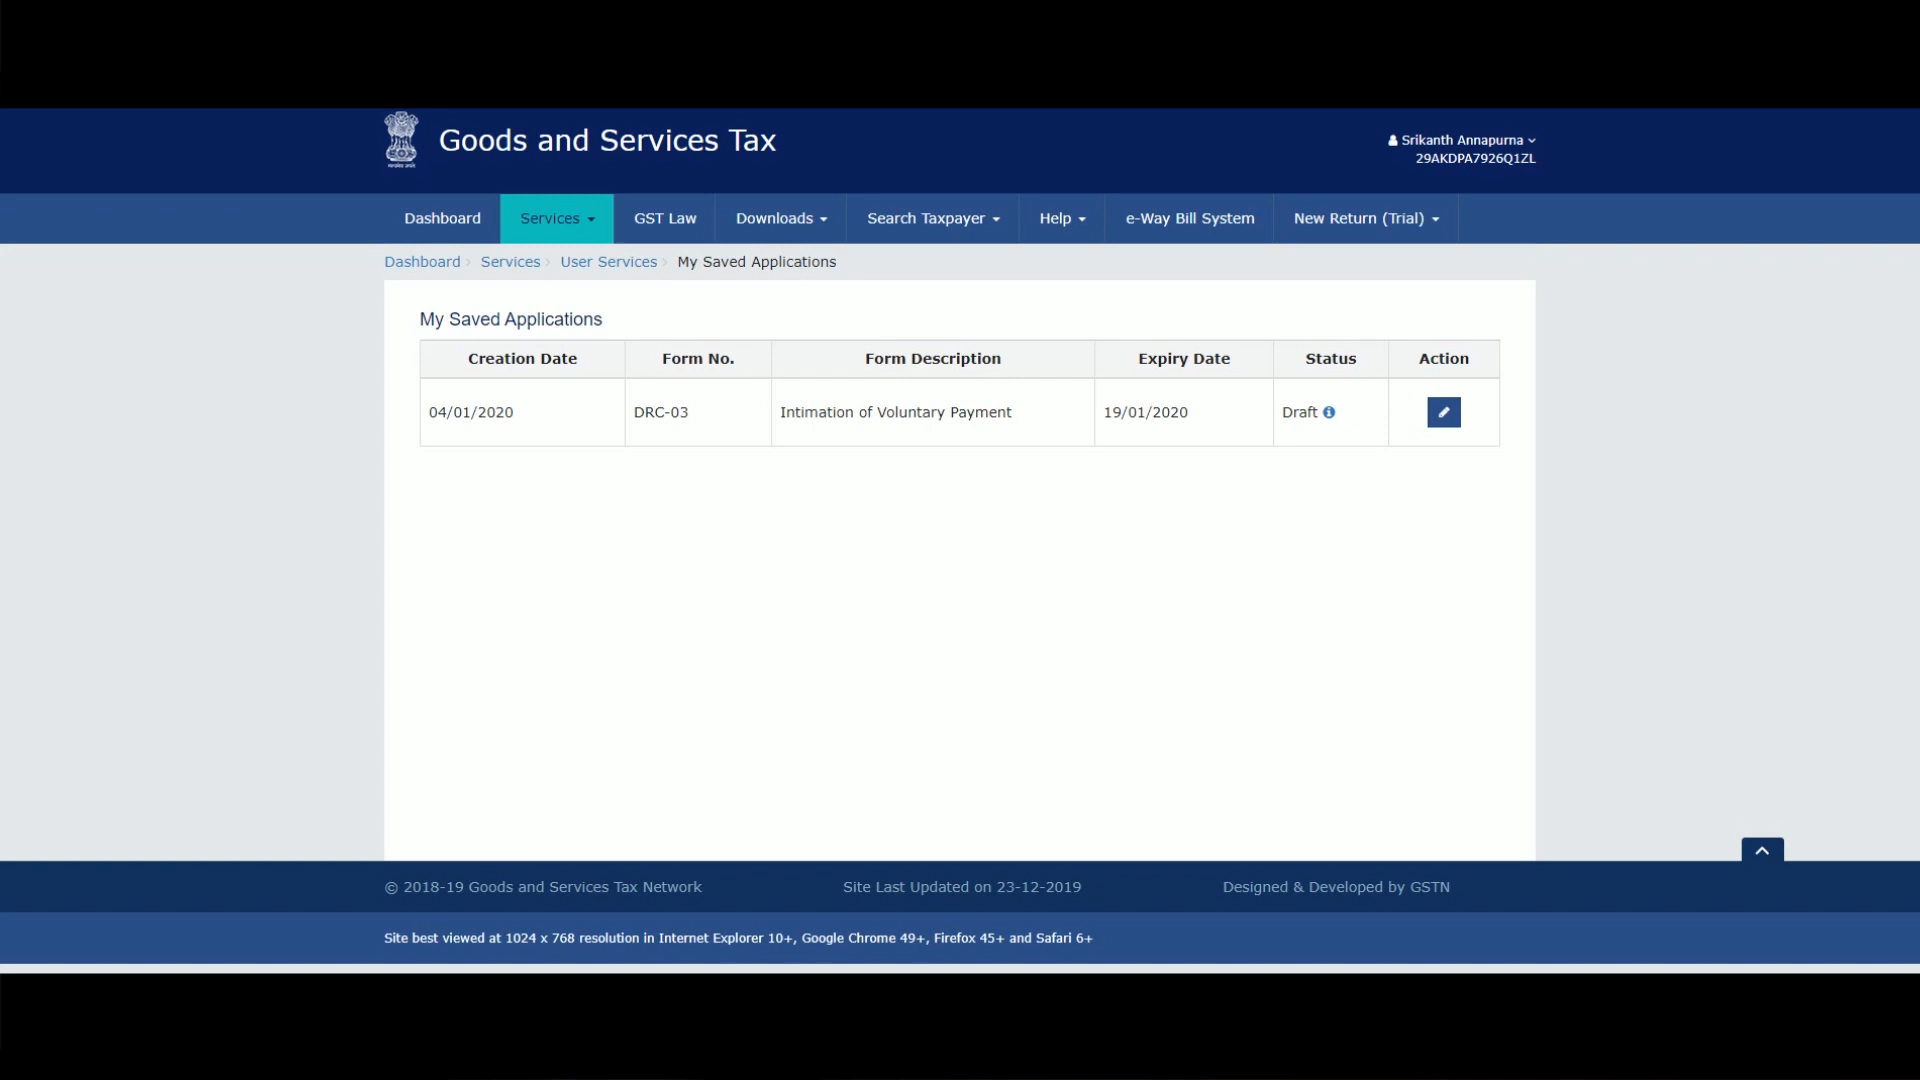 Goods and Services Tax
Srikanth Annapurna
29AKDPA7926Q1ZL
Dashboard Services GST Law Downloads Search Taxpayer Help e-Way Bill System New Return (Trial)
Dashboard Services User Services My Saved Applications
My Saved Applications
Creation Date Form No. Form Description Expiry Date Status Action
04/01/2020 DRC-03 Intimation of Voluntary Payment 19/01/2020 Draft
© 2018-19 Goods and Services Tax Network Site Last Updated on 23-12-2019 Designed & Developed by GSTN
Site best viewed at 1024 x 768 resolution in Internet Explorer 10+, Google Chrome 49+, Firefox 45+ and Safari 6+